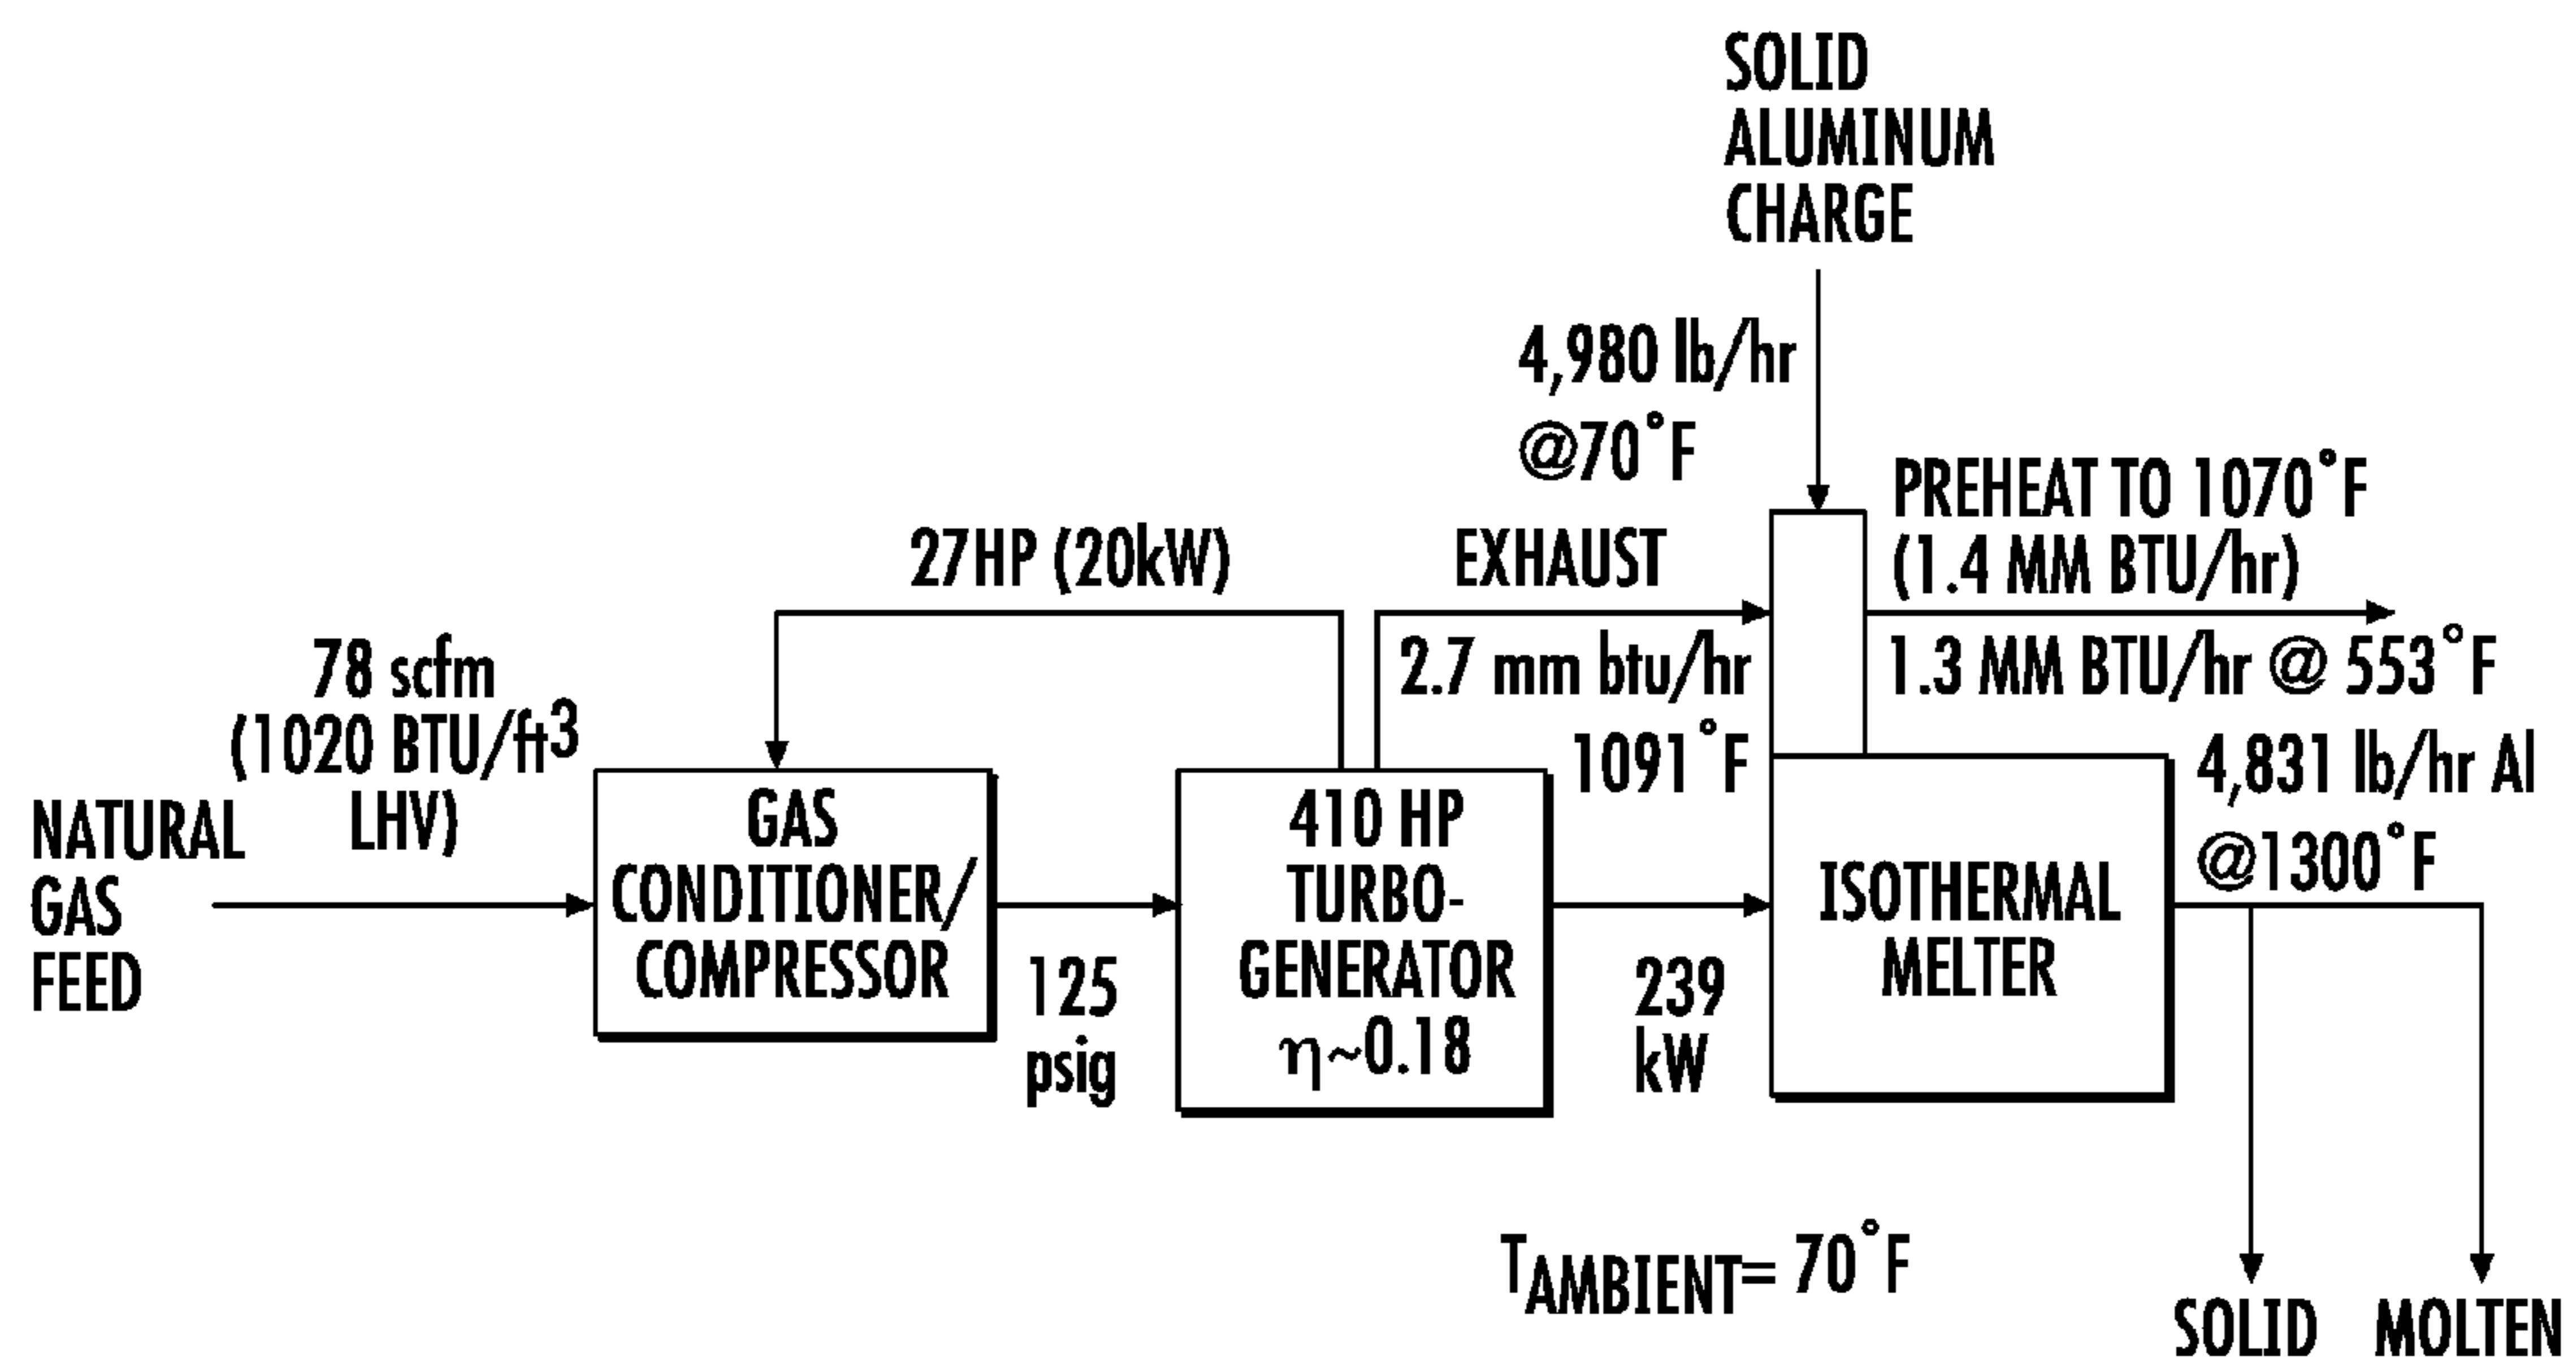 SOLID
ALUMINUM
CHARGE
4,980 lb/hr
@70°F
PREHEAT TO 1070°F
(1.4 MM BTU/hr)
27HP (20kW)
EXHAUST
2.7 mm btu/hr
1091°F
1.3 MM BTU/hr @ 553°F
78 scfm
(1020 BTU/ft3
LHV)
NATURAL
GAS
FEED
GAS
CONDITIONER/
COMPRESSOR
125
psig
410 HP
TURBO-
GENERATOR
η~0.18
239
kW
ISOTHERMAL
MELTER
4,831 lb/hr Al
@1300°F
TAMBIENT= 70°F
SOLID
MOLTEN